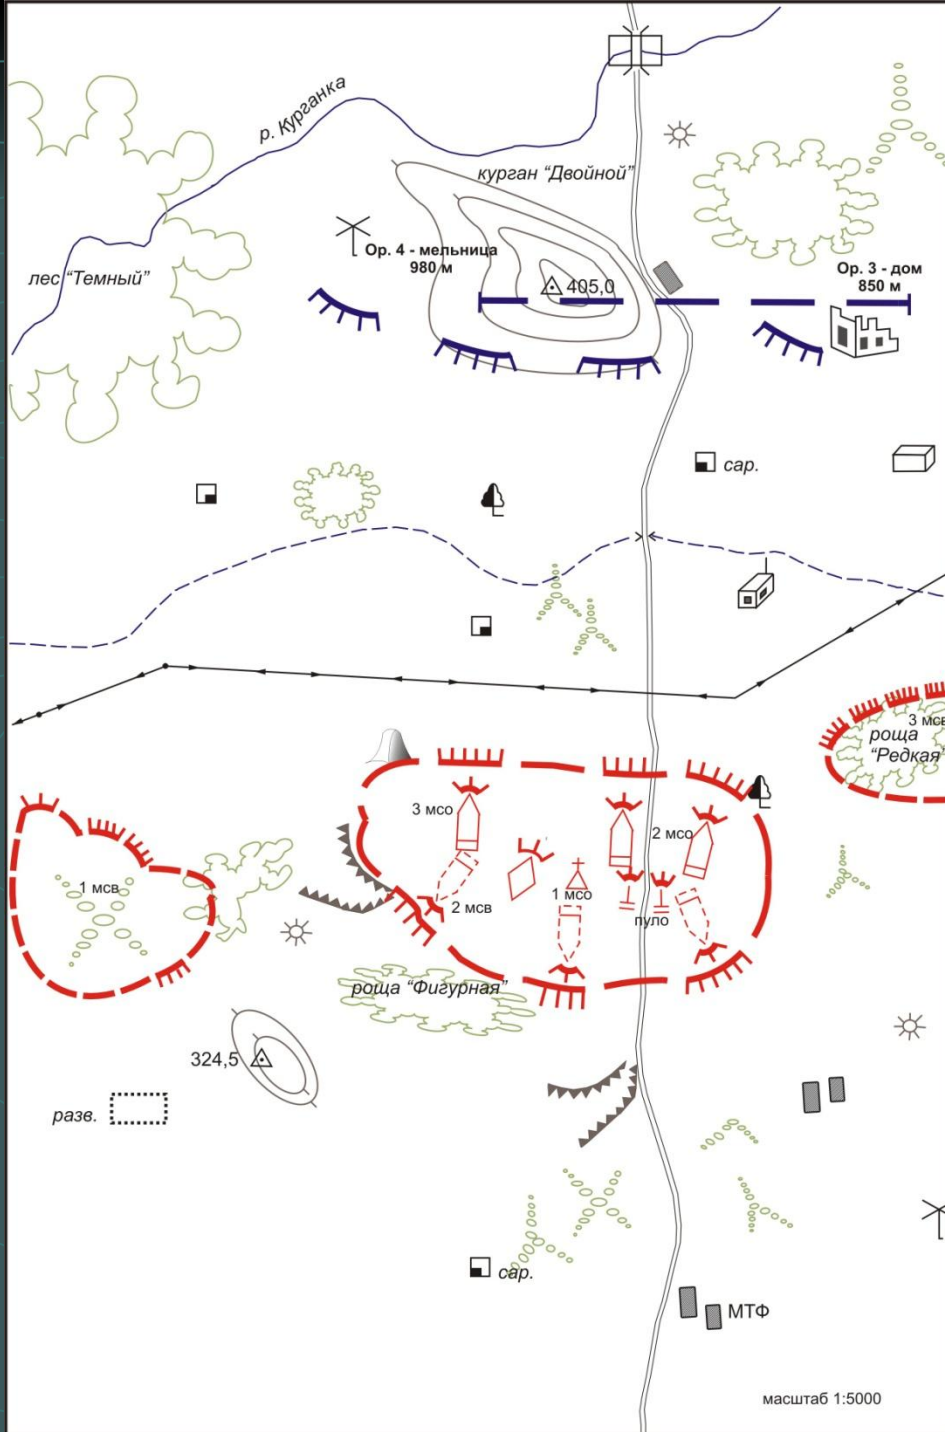 р. Курганка
курган "Двойной"
Ор. 4 - мельница
980 м
лес "Темный"
405,0
Ор. 3 - дом
850 м
сар.
3 мсв
роща
"Редкая"
3 мсо
2 мсо
1 мсв
2 мсв
1 мсо
пуло
роща "Фигурная"
324,5
разв.
сар.
МТФ
масштаб 1:5000